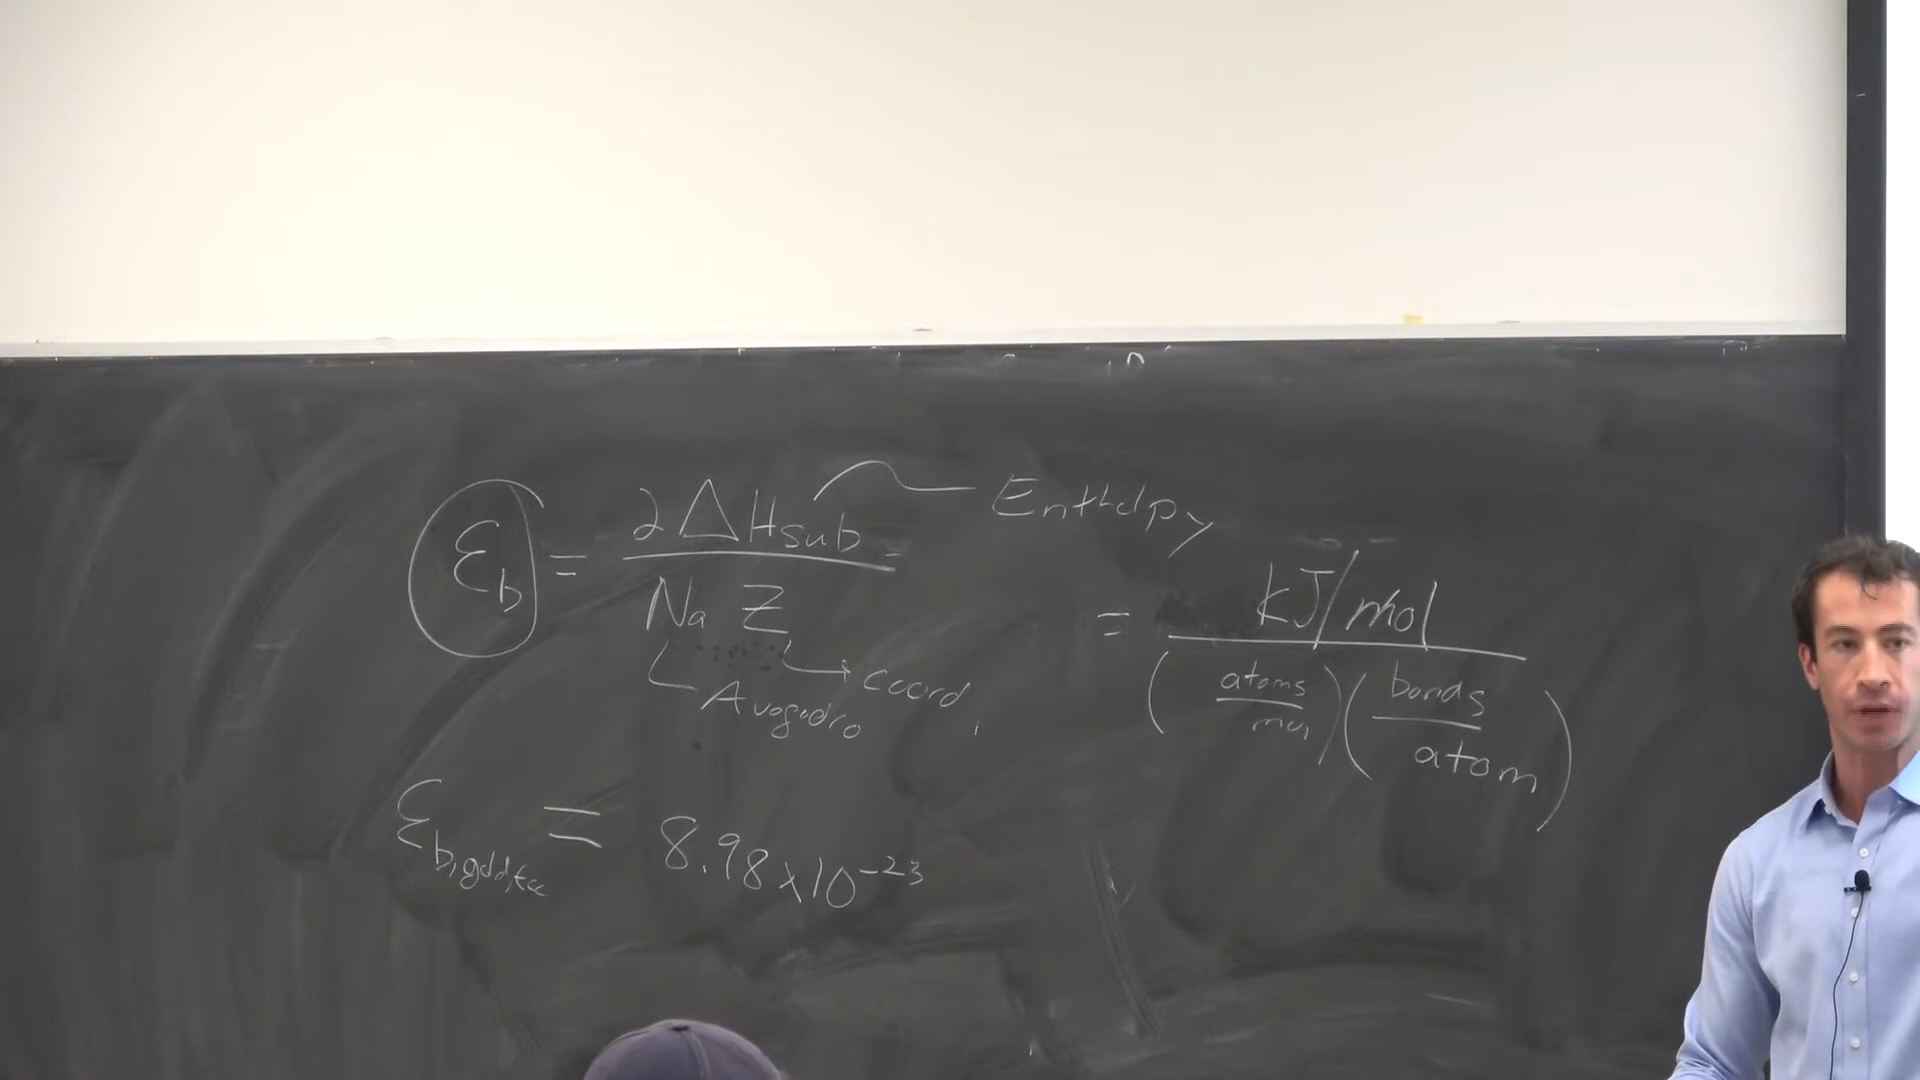 Enthalpy
εb = 2ΔHsub / Na Z
= kJ/mol / (atoms/mol)(bonds/atom)
coord
Avogadro
εb,gold,fcc = 8.98×10⁻²³